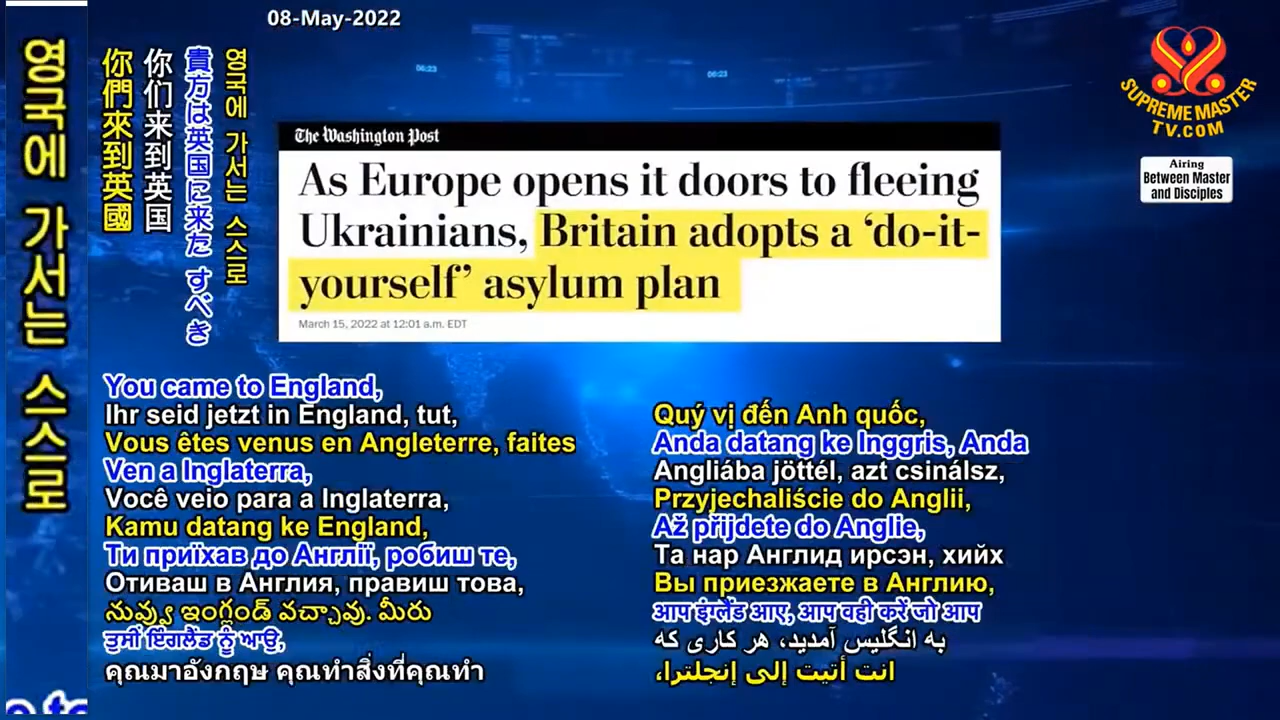 08-May-2022
SUPREME MASTER
TV.COM
Airing
Between Master
and Disciples
영국에 가서는 스스로
你們來到英國
你们来到英国
貴方は英国に来た すべき
영국에 가서는 스스로
The Washington Post
As Europe opens it doors to fleeing
Ukrainians, Britain adopts a ‘do-it-
yourself’ asylum plan
March 15, 2022 at 12:01 a.m. EDT
06:23
06:23
You came to England,
Ihr seid jetzt in England, tut,
Vous êtes venus en Angleterre, faites
Ven a Inglaterra,
Você veio para a Inglaterra,
Kamu datang ke England,
Ти приїхав до Англії, робиш те,
Отиваш в Англия, правиш това,
నువ్వు ఇంగ్లండ్ వచ్చావు. మీరు
ਤੁਸੀਂ ਇੰਗਲੈਂਡ ਨੂੰ ਆਉ,
คุณมาอังกฤษ คุณทำสิ่งที่คุณทำ
Quý vị đến Anh quốc,
Anda datang ke Inggris, Anda
Angliába jöttél, azt csinálsz,
Przyjechaliście do Anglii,
Až přijdete do Anglie,
Та нар Англид ирсэн, хийх
Вы приезжаете в Англию,
आप इंग्लैंड आए, आप वही करें जो आप
به انگلیس آمدید، هر کاری که
انت أتيت إلى إنجلترا،